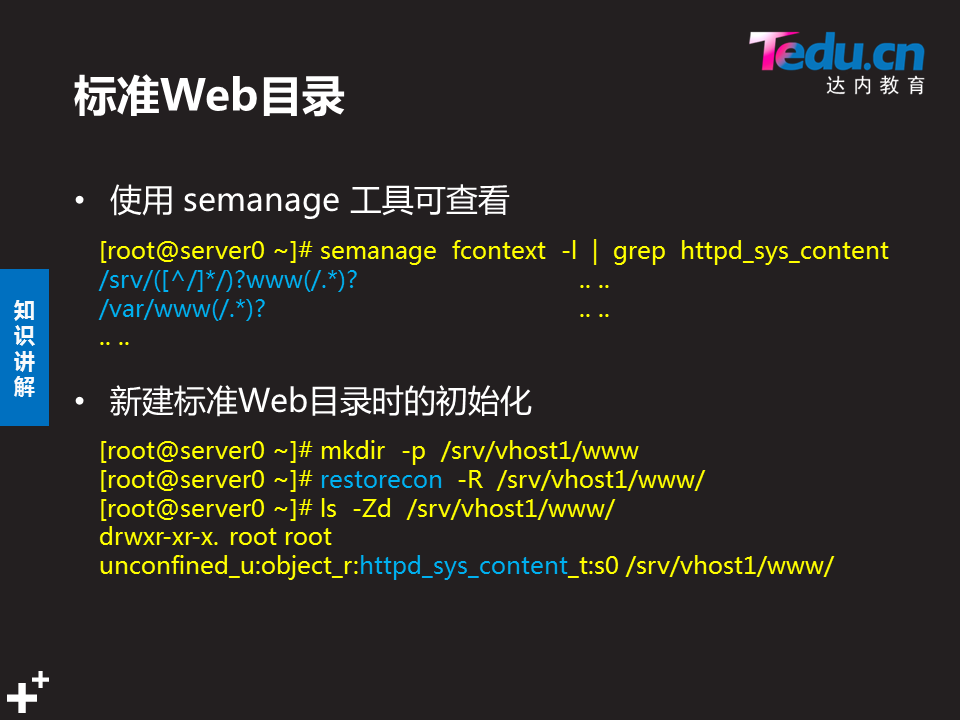 Tedu.cn
达内教育
标准Web目录
• 使用 semanage 工具可查看
[root@server0 ~]# semanage fcontext -l | grep httpd_sys_content
/srv/([^/]*/)?www(/.*)? .. ..
/var/www(/.*)? .. ..
.. ..
知识讲解
• 新建标准Web目录时的初始化
[root@server0 ~]# mkdir -p /srv/vhost1/www
[root@server0 ~]# restorecon -R /srv/vhost1/www/
[root@server0 ~]# ls -Zd /srv/vhost1/www/
drwxr-xr-x. root root
unconfined_u:object_r:httpd_sys_content_t:s0 /srv/vhost1/www/